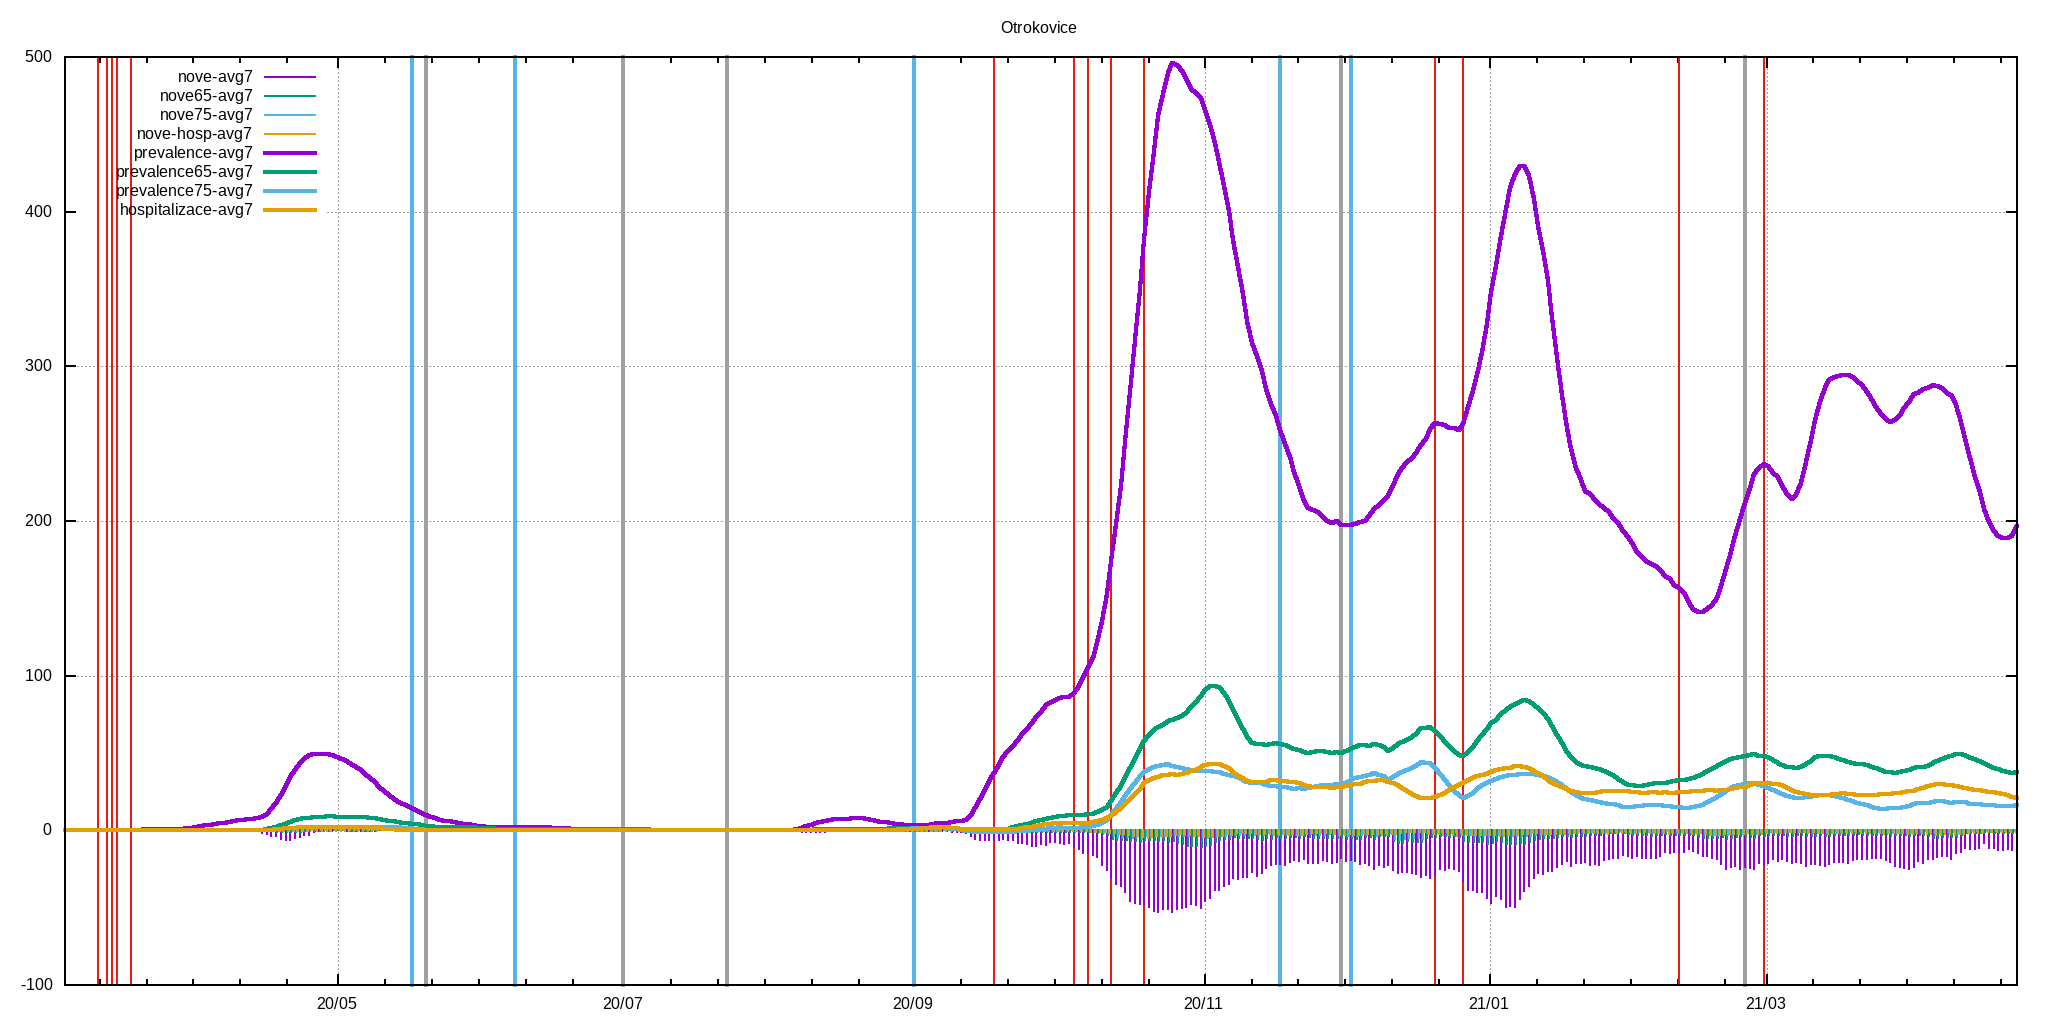 Otrokovice
500
400
300
200
100
0
-100
nove-avg7
nove65-avg7
nove75-avg7
nove-hosp-avg7
prevalence-avg7
prevalence65-avg7
prevalence75-avg7
hospitalizace-avg7
20/05
20/07
20/09
20/11
21/01
21/03